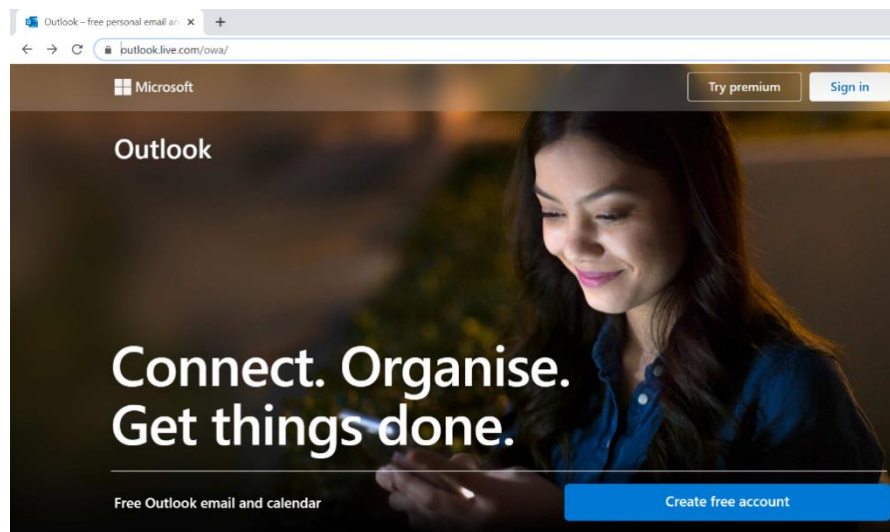 Outlook – free personal email an
outlook.live.com/owa/
Microsoft
Try premium
Sign in
Outlook
Connect. Organise.
Get things done.
Free Outlook email and calendar
Create free account